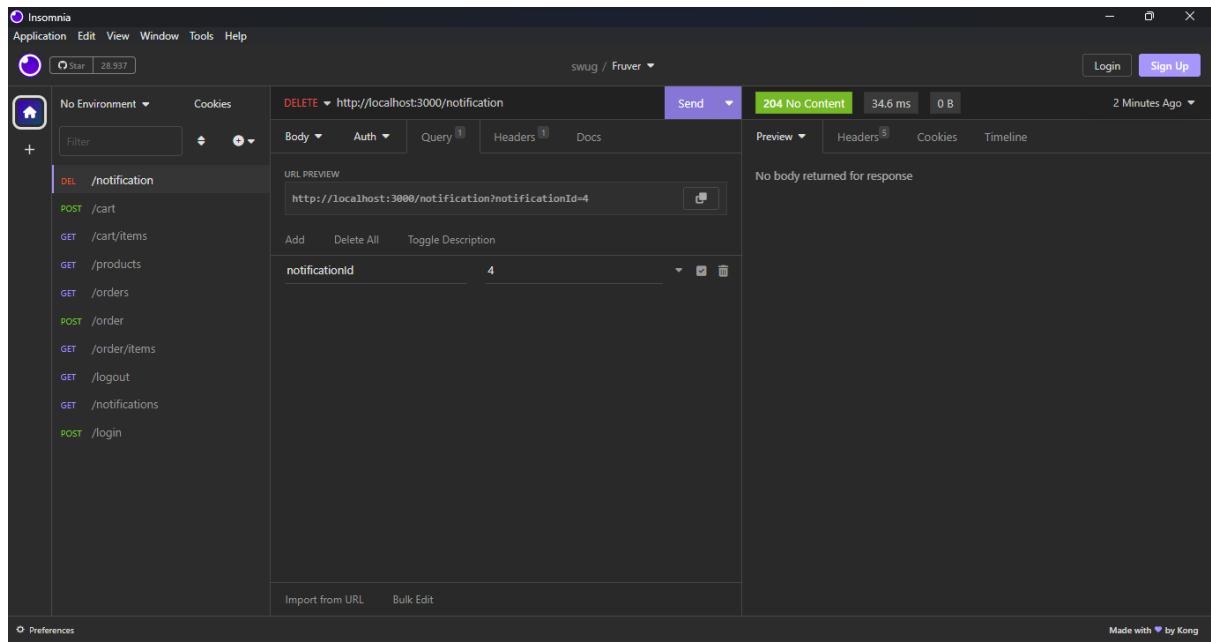 Insomnia
Application Edit View Window Tools Help
Star 28.937
swug / Fruver
Login Sign Up
No Environment Cookies
Filter
DEL /notification
POST /cart
GET /cart/items
GET /products
GET /orders
POST /order
GET /order/items
GET /logout
GET /notifications
POST /login
DELETE http://localhost:3000/notification Send
Body Auth Query 1 Headers 1 Docs
URL PREVIEW
http://localhost:3000/notification?notificationId=4
Add Delete All Toggle Description
notificationId 4
Import from URL Bulk Edit
204 No Content 34.6 ms 0 B 2 Minutes Ago
Preview Headers 5 Cookies Timeline
No body returned for response
Preferences
Made with by Kong